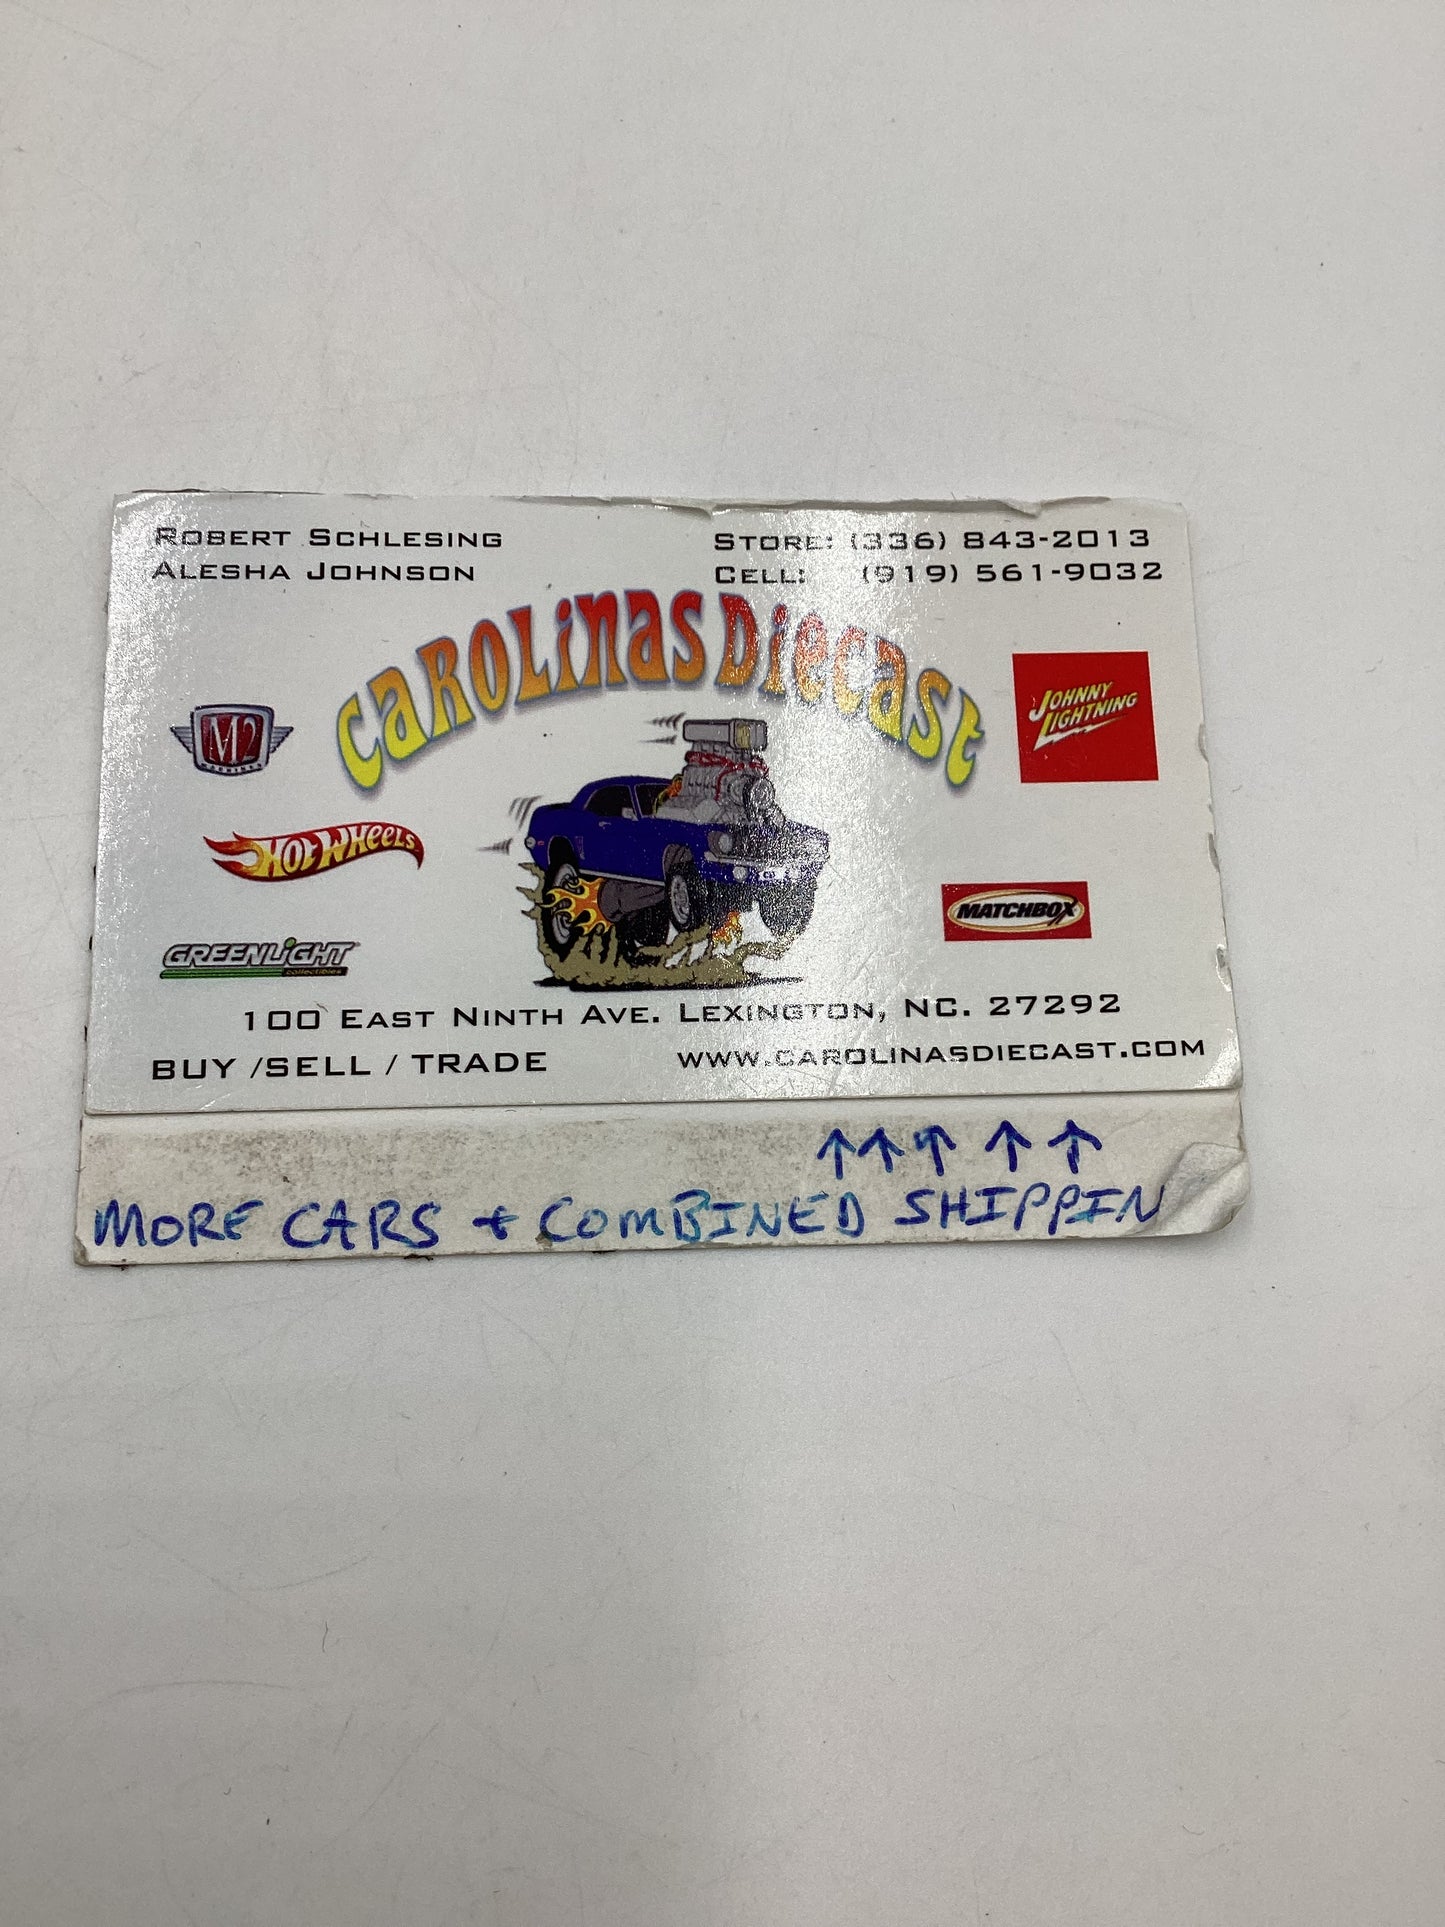 ROBERT SCHLESING
ALESHA JOHNSON
STORE: (336) 843-2013
CELL: (919) 561-9032
CAROLINAS DIECAST
M2
MACHINES
JOHNNY
LIGHTNING
HOT WHEELS
MATCHBOX
GREENLIGHT
collectibles
100 EAST NINTH AVE. LEXINGTON, NC. 27292
BUY /SELL / TRADE
WWW.CAROLINASDIECAST.COM
↑ ↑ ↑ ↑ ↑
MORE CARS + COMBINED SHIPPIN